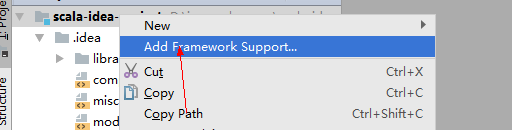 1: Proj
scala-idea-
New
.idea
Add Framework Support...
libra
Cut Ctrl+X
com
Copy Ctrl+C
misc
Copy Path Ctrl+Shift+C
mod
Structure